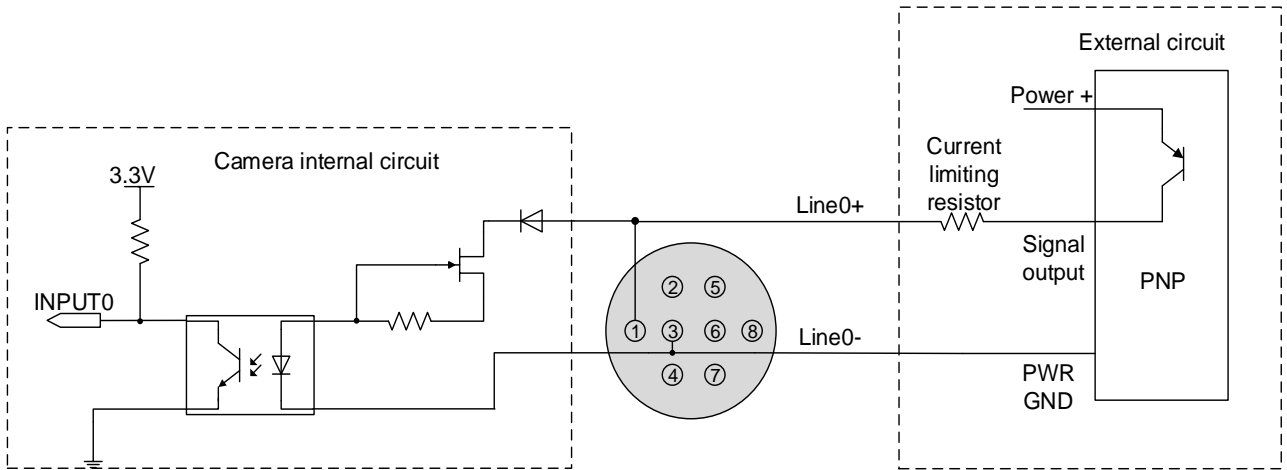 External circuit
Power +
Camera internal circuit
Current
limiting
resistor
3.3V
Line0+
Signal
output
PNP
INPUT0
2
5
1
3
6
8
Line0-
4
7
PWR
GND